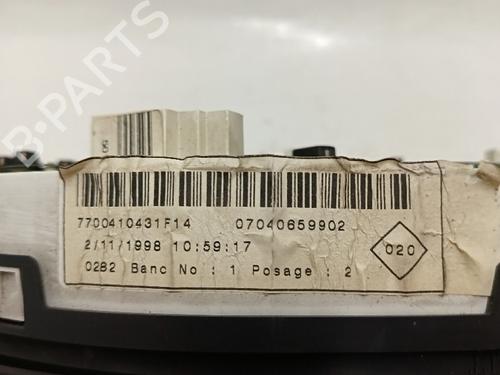 B-PARTS
7700410431F14 07040659902
2/11/1998 10:59:17
0282 Banc No : 1 Posage : 2
020